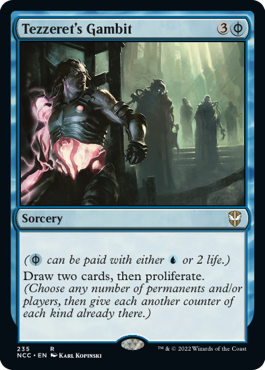 Tezzeret's Gambit 3
Sorcery
( can be paid with either or 2 life.)
Draw two cards, then proliferate.
(Choose any number of permanents and/or
players, then give each another counter of
each kind already there.)
235 R
NCC • EN KARL KOPINSKI ™ & © 2022 Wizards of the Coast